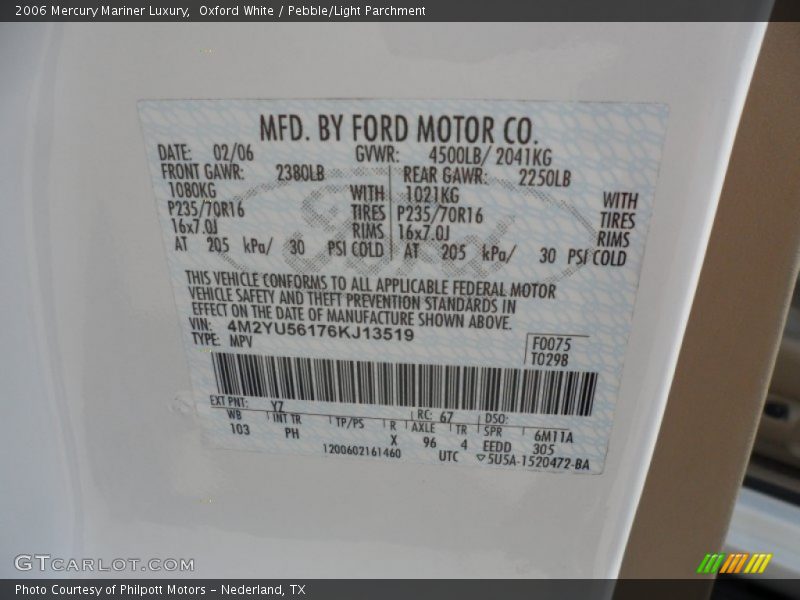 2006 Mercury Mariner Luxury,  Oxford White / Pebble/Light Parchment
MFD. BY FORD MOTOR CO.
DATE: 02/06 GVWR: 4500LB/ 2041KG
FRONT GAWR: 2380LB REAR GAWR: 2250LB
1080KG WITH 1021KG WITH
P235/70R16 TIRES P235/70R16 TIRES
16x7.0J RIMS 16x7.0J RIMS
AT 205 kPa/ 30 PSI COLD AT 205 kPa/ 30 PSI COLD
THIS VEHICLE CONFORMS TO ALL APPLICABLE FEDERAL MOTOR
VEHICLE SAFETY AND THEFT PREVENTION STANDARDS IN
EFFECT ON THE DATE OF MANUFACTURE SHOWN ABOVE.
VIN: 4M2YU56176KJ13519
TYPE: MPV
F0075
T0298
EXT PNT: YZ RC: 67 DSO:
WB INT TR TP/PS R AXLE TR SPR 6M11A
103 PH X 96 4 EEDD 305
1200602161460 UTC ▽5U5A-1520472-BA
GTCARLOT.COM
Photo Courtesy of Philpott Motors - Nederland, TX